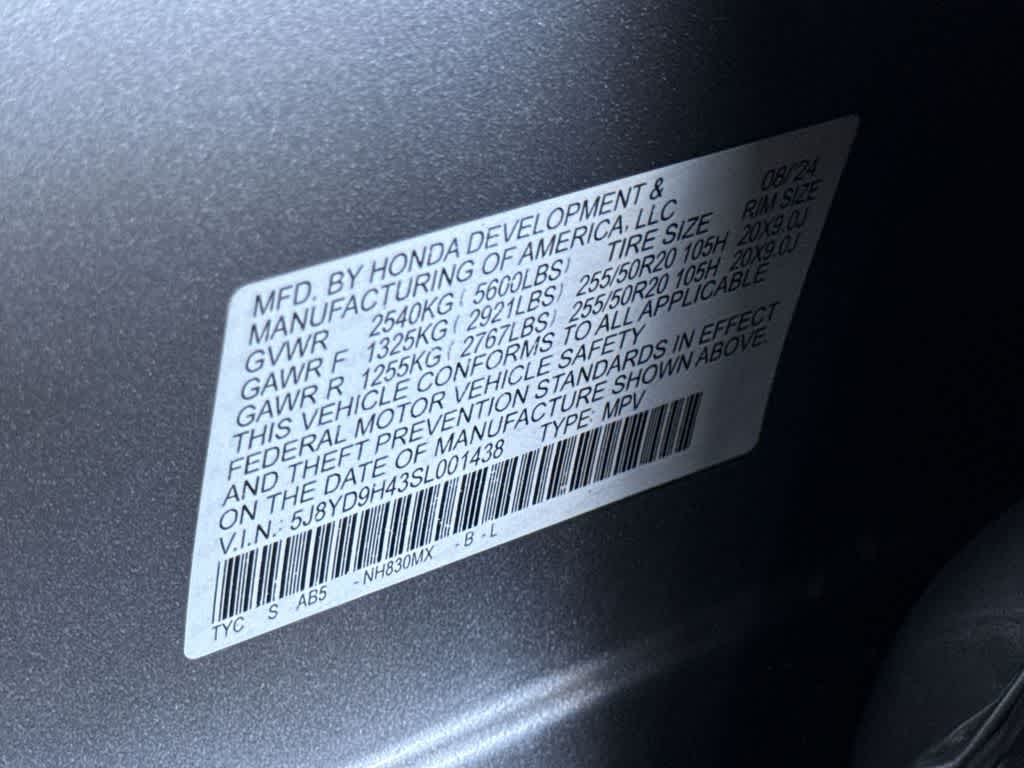 MFD. BY HONDA DEVELOPMENT & 08/'24
MANUFACTURING OF AMERICA, LLC RIM SIZE
GVWR 2540KG ( 5600LBS) TIRE SIZE
GAWR F 1325KG ( 2921LBS) 255/50R20 105H 20X9.0J
GAWR R 1255KG ( 2767LBS) 255/50R20 105H 20X9.0J
THIS VEHICLE CONFORMS TO ALL APPLICABLE
FEDERAL MOTOR VEHICLE SAFETY
AND THEFT PREVENTION STANDARDS IN EFFECT
ON THE DATE OF MANUFACTURE SHOWN ABOVE.
V.I.N.: 5J8YD9H43SL001438 TYPE: MPV
TYC S AB5 -NH830MX -B -L